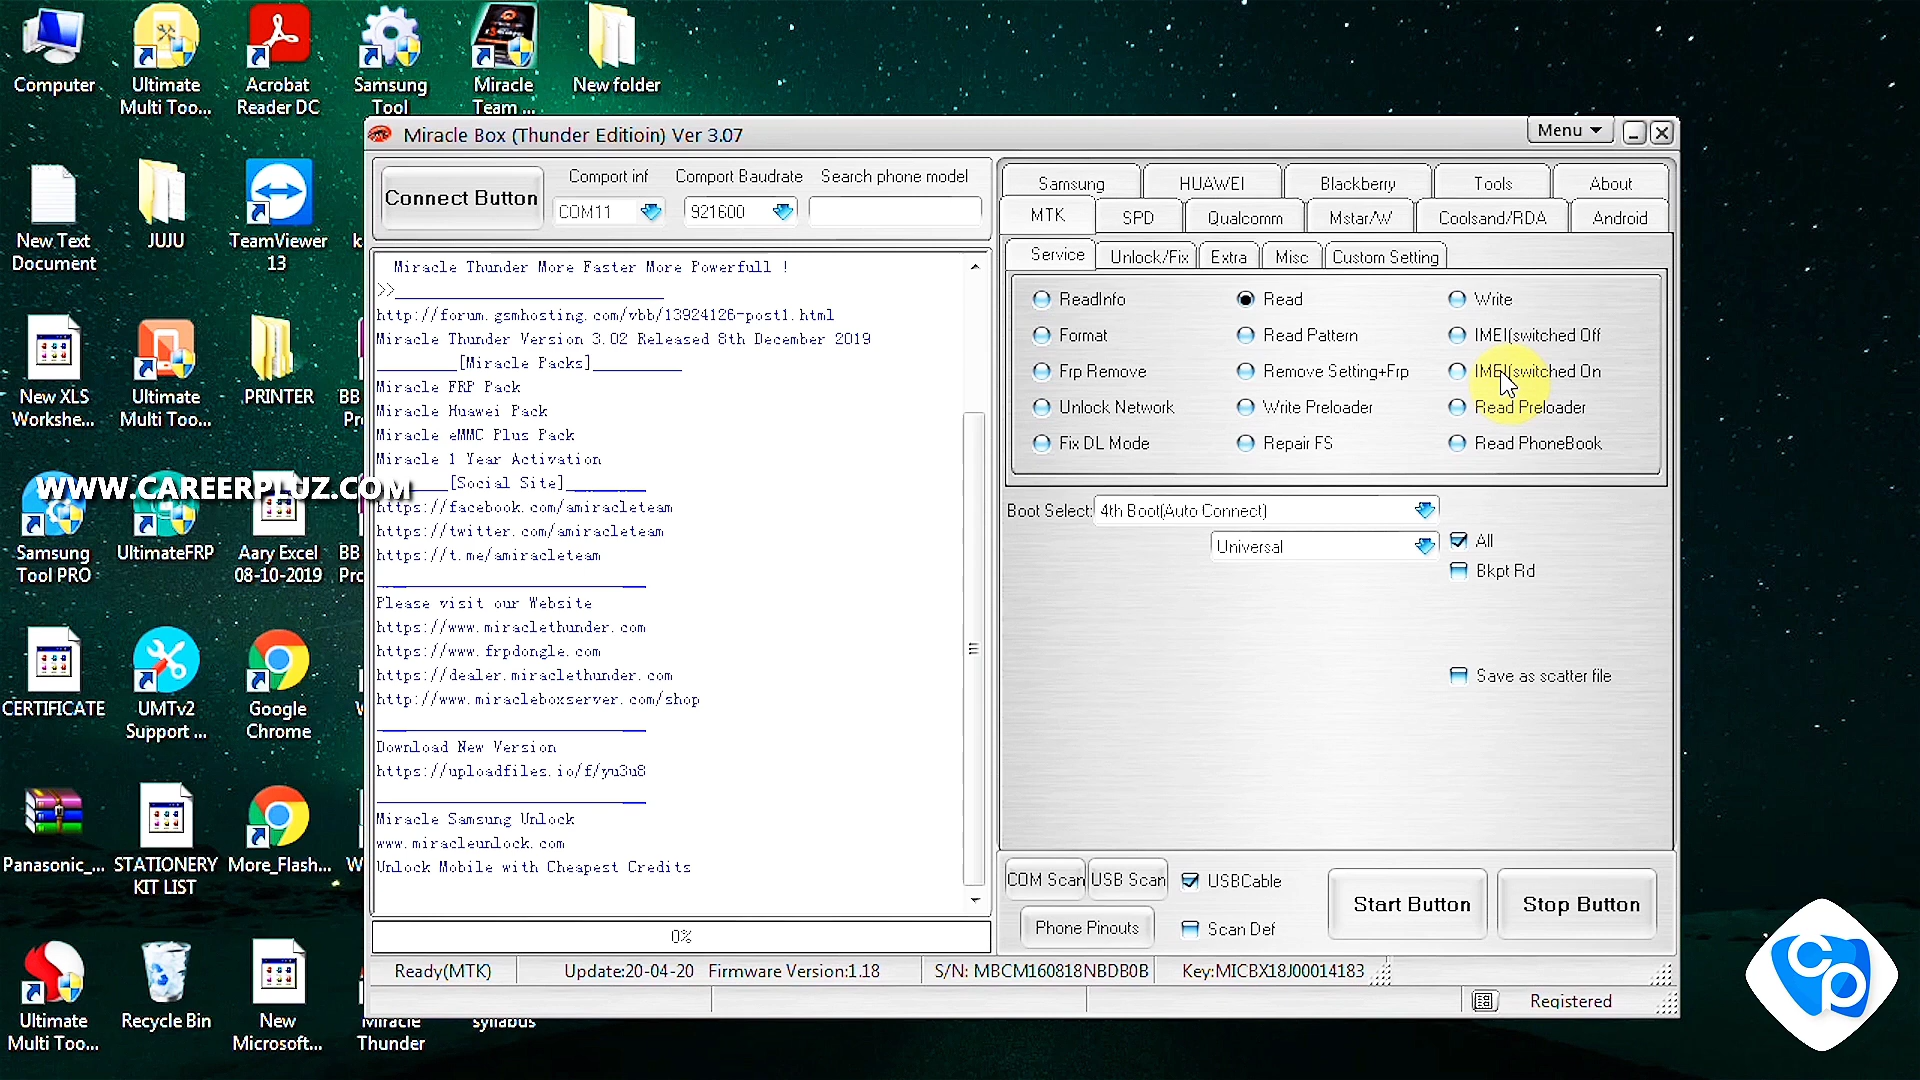 Computer
Ultimate
Multi Too...
Acrobat
Reader DC
Samsung
Tool
Miracle
Team ...
New folder
New Text
Document
JUJU
TeamViewer
13
k
New XLS
Workshe...
Ultimate
Multi Too...
PRINTER
BB
Pr
WWW.CAREERPLUZ.COM
Samsung
Tool PRO
UltimateFRP
Aary Excel
08-10-2019
BB
Pro
CERTIFICATE
UMTv2
Support ...
Google
Chrome
Panasonic_...
STATIONERY
KIT LIST
More_Flash...
W
Ultimate
Multi Too...
Recycle Bin
New
Microsoft...
Miracle
Thunder
syllabus
Miracle Box (Thunder Editioin) Ver 3.07
Menu
Connect Button
Comport inf
Comport Baudrate
Search phone model
COM11
921600
Miracle Thunder More Faster More Powerfull !
>>______________________________
http://forum.gsmhosting.com/vbb/13924126-post1.html
Miracle Thunder Version 3.02 Released 8th December 2019
_________[Miracle Packs]__________
Miracle FRP Pack
Miracle Huawei Pack
Miracle eMMC Plus Pack
Miracle 1 Year Activation
[Social Site]_________
https://facebook.com/amiracleteam
https://twitter.com/amiracleteam
https://t.me/amiracleteam
______________________________
Please visit our Website
https://www.miraclethunder.com
https://www.frpdongle.com
https://dealer.miraclethunder.com
http://www.miracleboxserver.com/shop
______________________________
Download New Version
https://uploadfiles.io/f/yu3u8
______________________________
Miracle Samsung Unlock
www.miracleunlock.com
Unlock Mobile with Cheapest Credits
0%
Samsung
HUAWEI
Blackberry
Tools
About
MTK
SPD
Qualcomm
Mstar/W
Coolsand/RDA
Android
Service
Unlock/Fix
Extra
Misc
Custom Setting
ReadInfo
Read
Write
Format
Read Pattern
IMEI(switched Off
Frp Remove
Remove Setting+Frp
IMEI(switched On
Unlock Network
Write Preloader
Read Preloader
Fix DL Mode
Repair FS
Read PhoneBook
Boot Select:
4th Boot(Auto Connect)
Universal
All
Bkpt Rd
Save as scatter file
COM Scan
USB Scan
USBCable
Start Button
Stop Button
Phone Pinouts
Scan Def
Ready(MTK)
Update:20-04-20
Firmware Version:1.18
S/N: MBCM160818NBDB0B
Key:MICBX18J00014183
Registered
CP